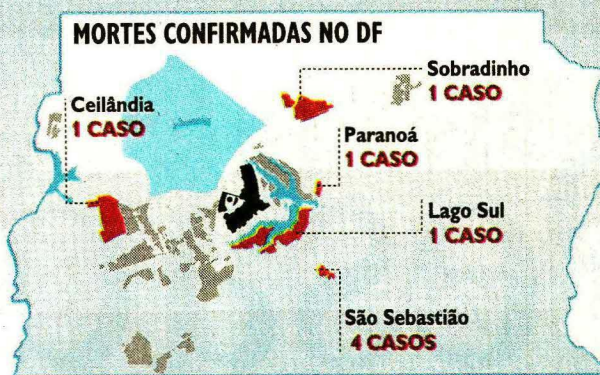 MORTES CONFIRMADAS NO DF
Sobradinho
1 CASO
Ceilândia
1 CASO
Paranoá
1 CASO
Lago Sul
1 CASO
São Sebastião
4 CASOS